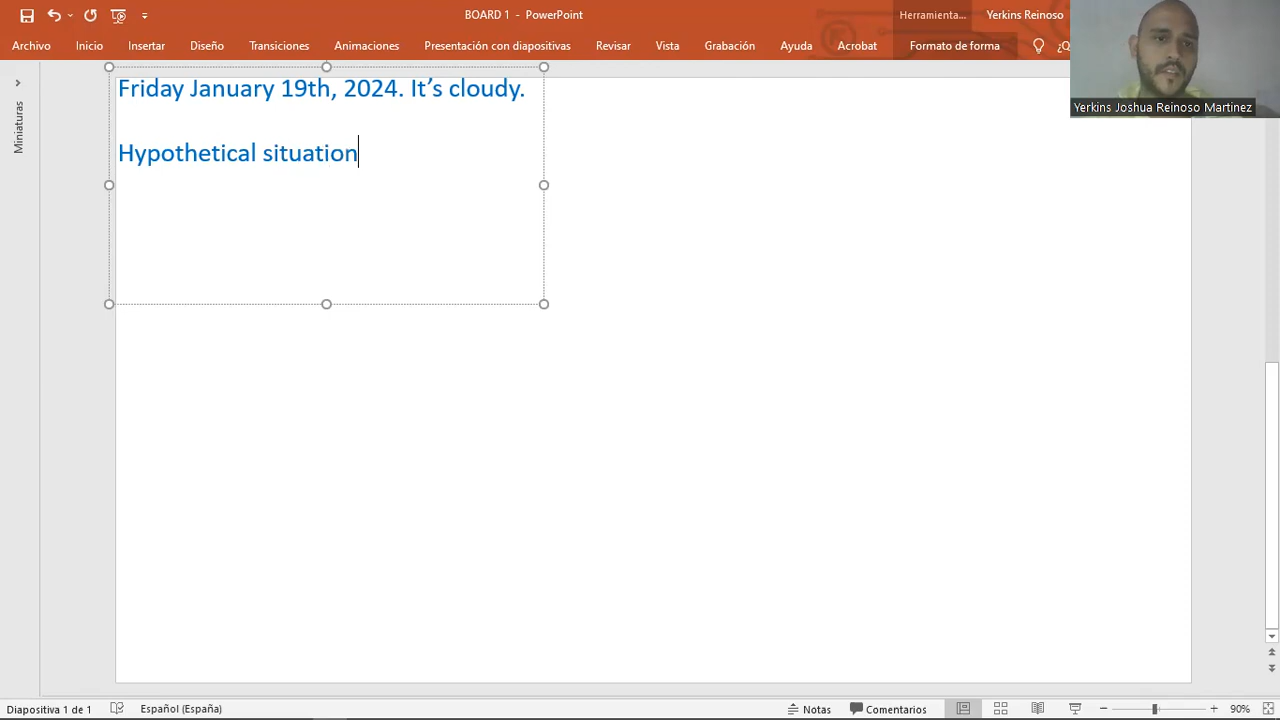 BOARD 1 - PowerPoint
Herramienta...
Yerkins Reinoso
Archivo Inicio Insertar Diseño Transiciones Animaciones Presentación con diapositivas Revisar Vista Grabación Ayuda Acrobat Formato de forma ¿Q
Yerkins Joshua Reinoso Martínez
Miniaturas
Friday January 19th, 2024. It’s cloudy.
Hypothetical situation
Diapositiva 1 de 1 Español (España) Notas Comentarios 90%